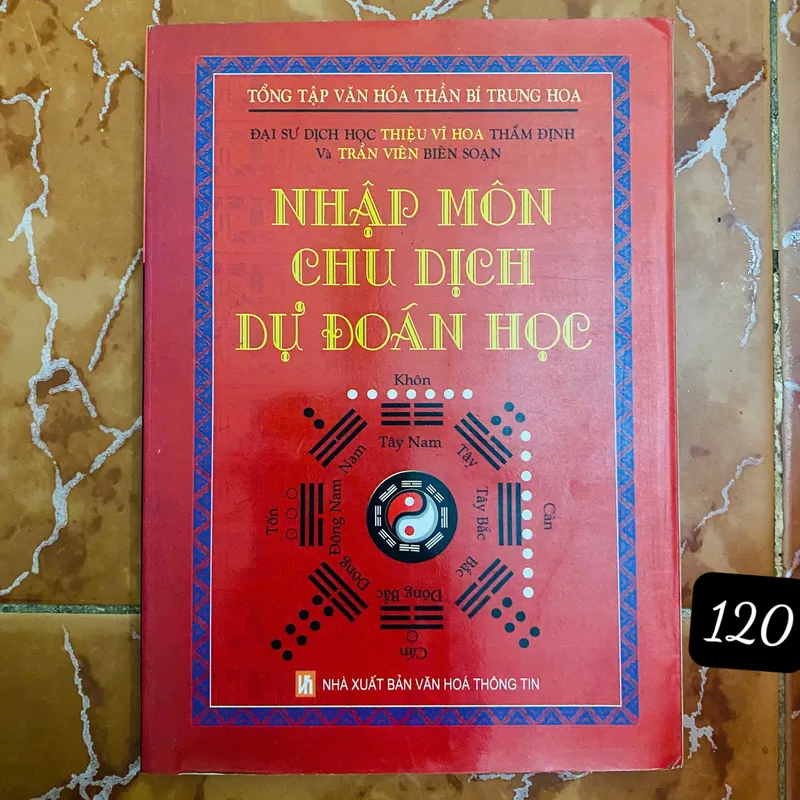 TỔNG TẬP VĂN HÓA THẦN BÍ TRUNG HOA
ĐẠI SƯ DỊCH HỌC THIỆU VĨ HOA THẨM ĐỊNH
Và TRẦN VIÊN BIÊN SOẠN
NHẬP MÔN
CHU DỊCH
DỰ ĐOÁN HỌC
Khôn
Tây Nam
Nam
Tây
Tốn
Đông Nam
Tây Bắc
Càn
Đông
Bắc
Đông Bắc
Cấn
NHÀ XUẤT BẢN VĂN HOÁ THÔNG TIN
120